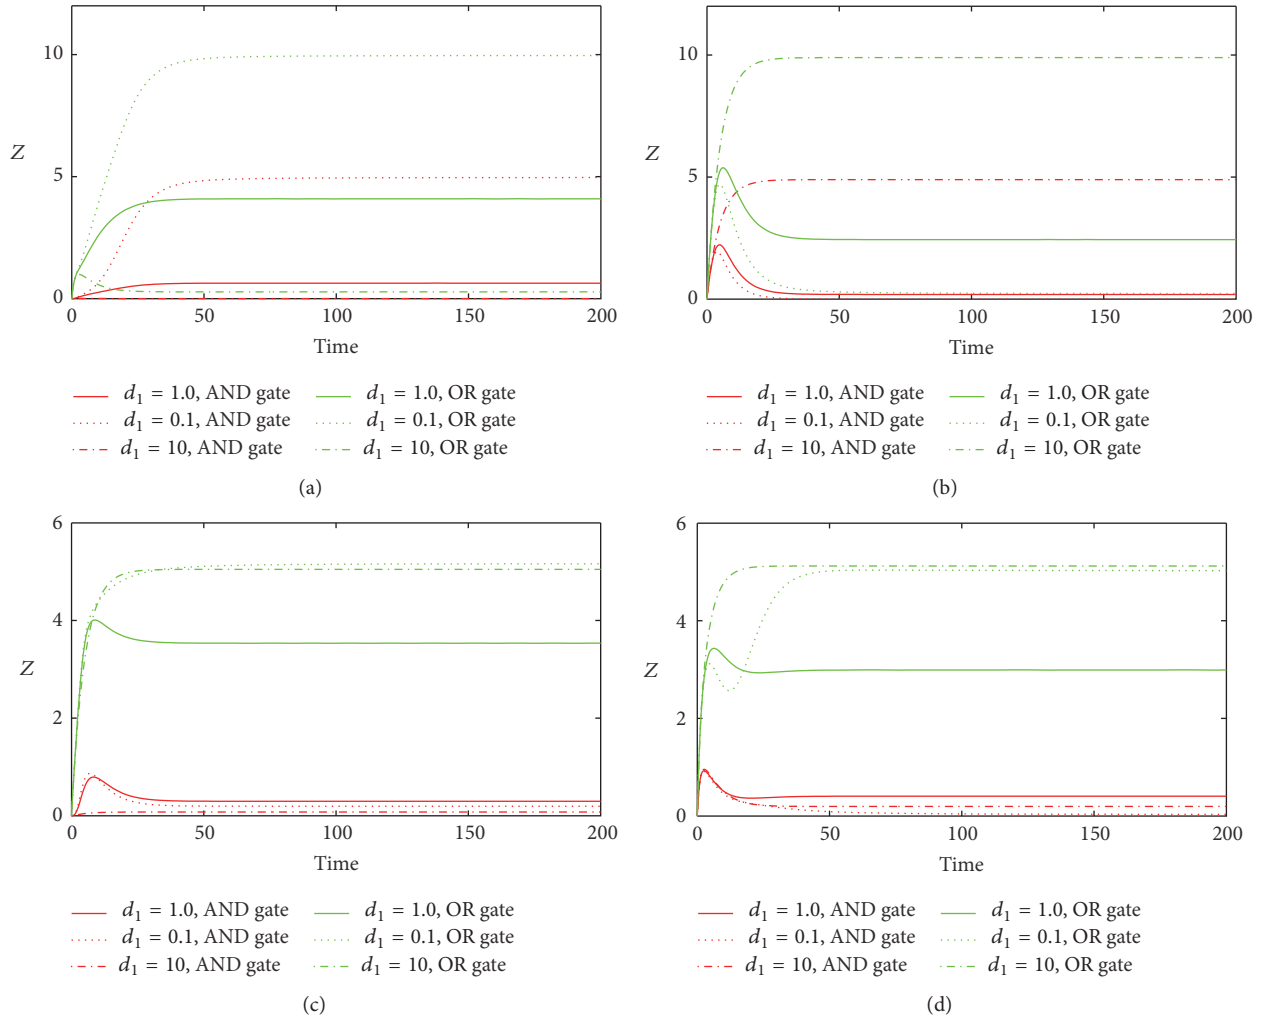 10
5
0
Z
0 50 100 150 200
Time
d₁ = 1.0, AND gate d₁ = 1.0, OR gate
d₁ = 0.1, AND gate d₁ = 0.1, OR gate
d₁ = 10, AND gate d₁ = 10, OR gate
(a)
10
5
0
Z
0 50 100 150 200
Time
d₁ = 1.0, AND gate d₁ = 1.0, OR gate
d₁ = 0.1, AND gate d₁ = 0.1, OR gate
d₁ = 10, AND gate d₁ = 10, OR gate
(b)
6
4
2
0
Z
0 50 100 150 200
Time
d₁ = 1.0, AND gate d₁ = 1.0, OR gate
d₁ = 0.1, AND gate d₁ = 0.1, OR gate
d₁ = 10, AND gate d₁ = 10, OR gate
(c)
6
4
2
0
Z
0 50 100 150 200
Time
d₁ = 1.0, AND gate d₁ = 1.0, OR gate
d₁ = 0.1, AND gate d₁ = 0.1, OR gate
d₁ = 10, AND gate d₁ = 10, OR gate
(d)